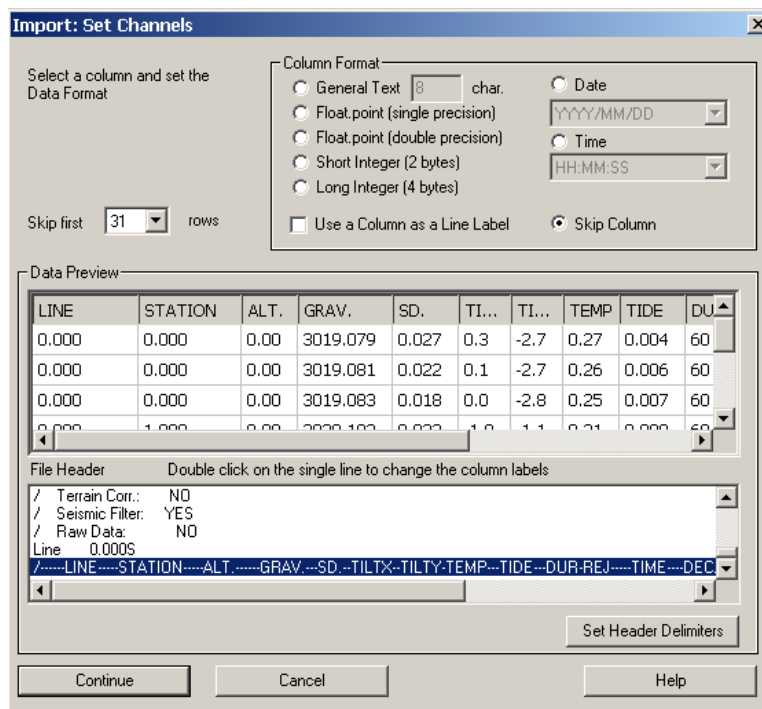 Import: Set Channels
Select a column and set the
Data Format
Column Format
General Text 8 char.
Float.point (single precision)
Float.point (double precision)
Short Integer (2 bytes)
Long Integer (4 bytes)
Date
YYYY/MM/DD
Time
HH:MM:SS
Skip first 31 rows
Use a Column as a Line Label
Skip Column
Data Preview
LINE STATION ALT. GRAV. SD. TI... TI... TEMP TIDE DU
0.000 0.000 0.00 3019.079 0.027 0.3 -2.7 0.27 0.004 60
0.000 0.000 0.00 3019.081 0.022 0.1 -2.7 0.26 0.006 60
0.000 0.000 0.00 3019.083 0.018 0.0 -2.8 0.25 0.007 60
File Header Double click on the single line to change the column labels
/ Terrain Corr.: NO
/ Seismic Filter: YES
/ Raw Data: NO
Line 0.000S
/------LINE-----STATION-----ALT.------GRAV.---SD.--TILTX--TILTY-TEMP---TIDE---DUR-REJ-----TIME----DEC.
Set Header Delimiters
Continue
Cancel
Help